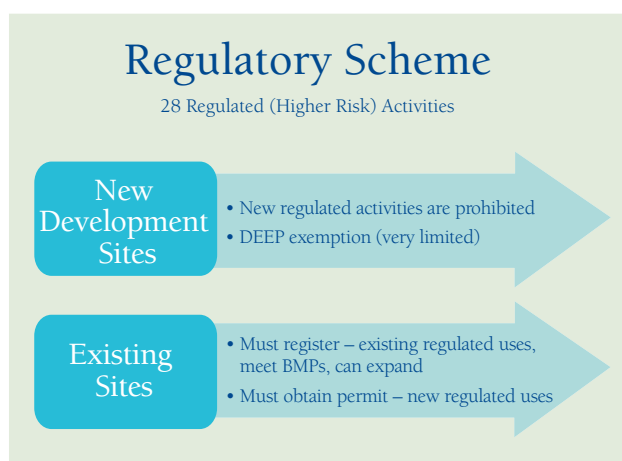 Regulatory Scheme
28 Regulated (Higher Risk) Activities
New
Development
Sites
• New regulated activities are prohibited
• DEEP exemption (very limited)
Existing
Sites
• Must register – existing regulated uses,
meet BMPs, can expand
• Must obtain permit – new regulated uses